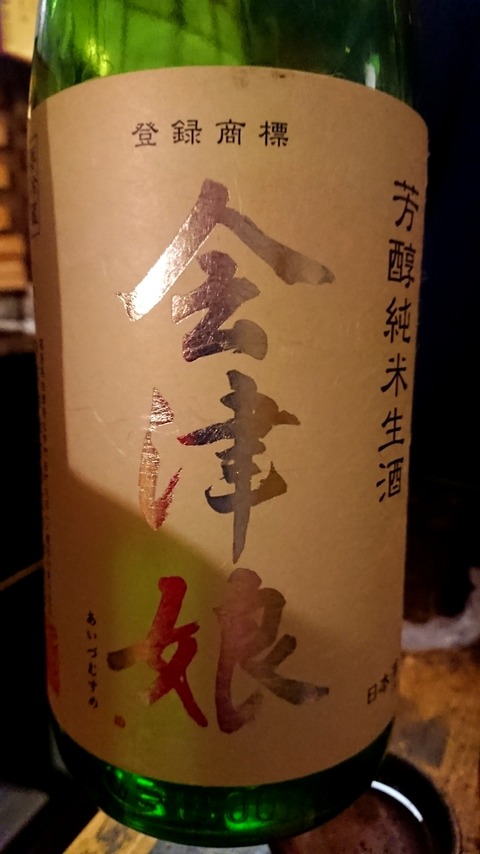 登録商標
芳醇純米生酒
会津娘
あいづむすめ
日本